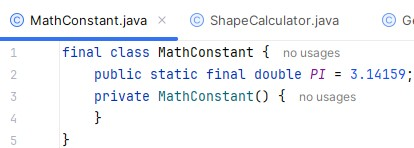 MathConstant.java × ShapeCalculator.java
1 final class MathConstant { no usages
2 public static final double PI = 3.14159;
3 private MathConstant() { no usages
4 }
5 }